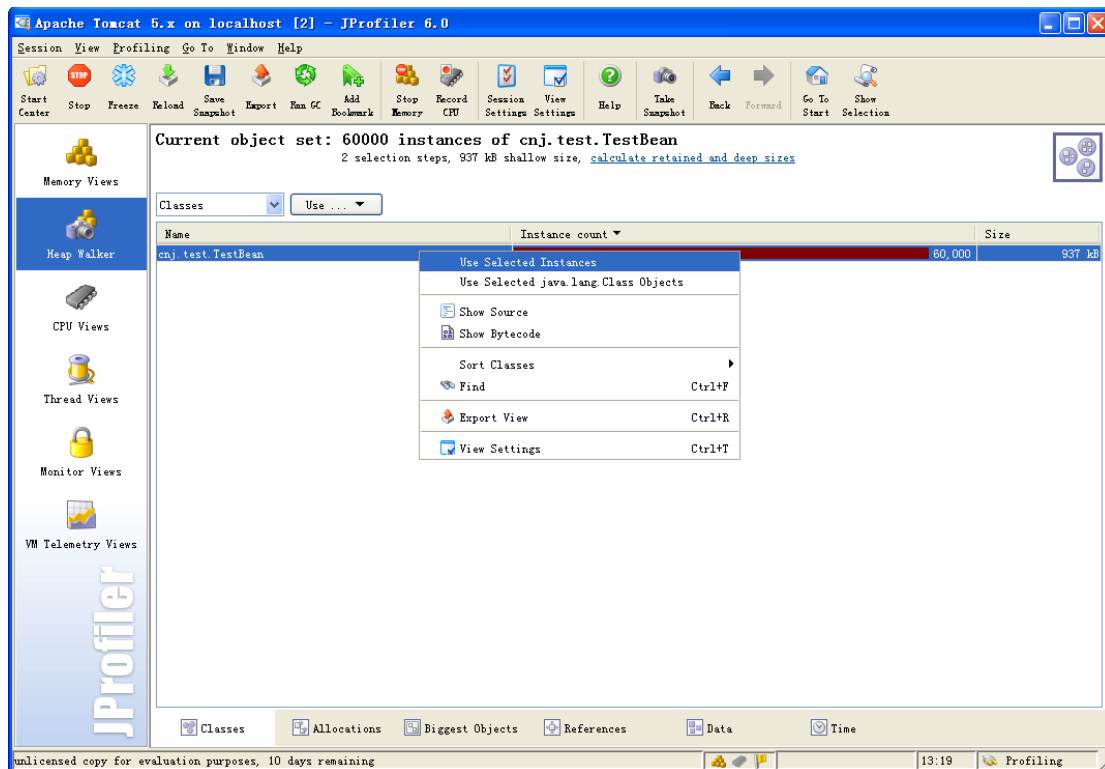 Apache Tomcat 5.x on localhost [2] - JProfiler 6.0
Session View Profiling Go To Window Help
Start Center Stop Freeze Reload Save Snapshot Export Run GC Add Bookmark Stop Memory Record CPU Session Settings View Settings Help Take Snapshot Back Forward Go To Start Show Selection
Current object set: 60000 instances of cnj.test.TestBean
2 selection steps, 937 kB shallow size, calculate retained and deep sizes
Memory Views
Classes Use ...
Name Instance count Size
Heap Walker
cnj.test.TestBean 60,000 937 kB
Use Selected Instances
Use Selected java.lang.Class Objects
Show Source
Show Bytecode
Sort Classes
Find Ctrl+F
Export View Ctrl+R
View Settings Ctrl+T
CPU Views
Thread Views
Monitor Views
VM Telemetry Views
JProfiler
Classes Allocations Biggest Objects References Data Time
unlicensed copy for evaluation purposes, 10 days remaining 13:19 Profiling